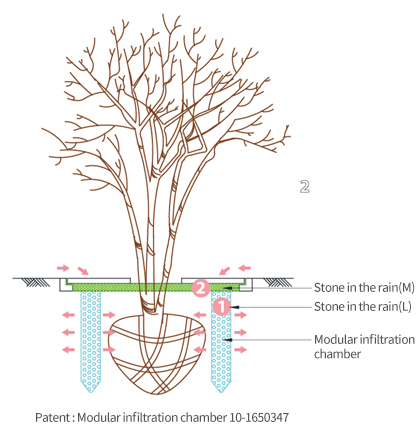 2
2
1
Stone in the rain(M)
Stone in the rain(L)
Modular infiltration
chamber
Patent : Modular infiltration chamber 10-1650347